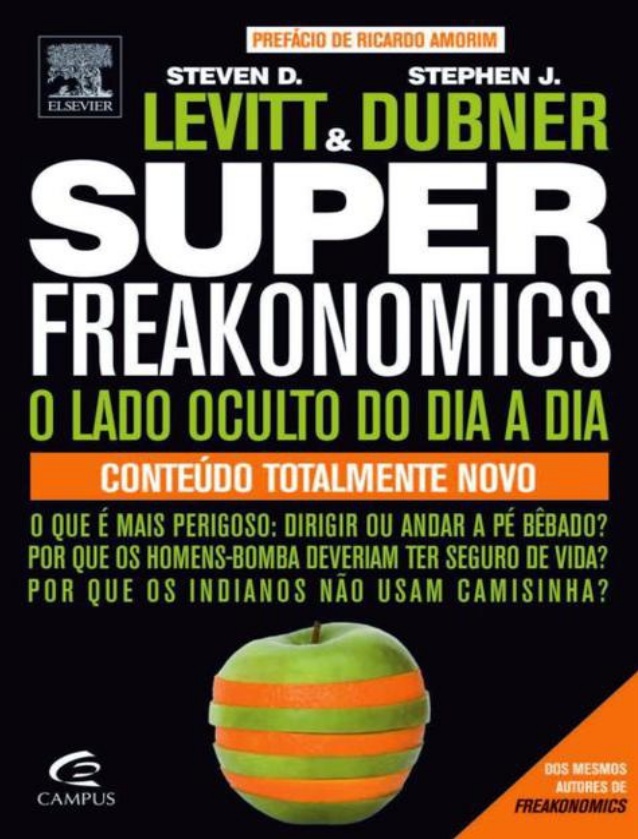 PREFÁCIO DE RICARDO AMORIM
ELSEVIER
STEVEN D. STEPHEN J.
LEVITT & DUBNER
SUPER
FREAKONOMICS
O LADO OCULTO DO DIA A DIA
CONTEÚDO TOTALMENTE NOVO
O QUE É MAIS PERIGOSO: DIRIGIR OU ANDAR A PÉ BÊBADO?
POR QUE OS HOMENS-BOMBA DEVERIAM TER SEGURO DE VIDA?
POR QUE OS INDIANOS NÃO USAM CAMISINHA?
CAMPUS
DOS MESMOS
AUTORES DE
FREAKONOMICS